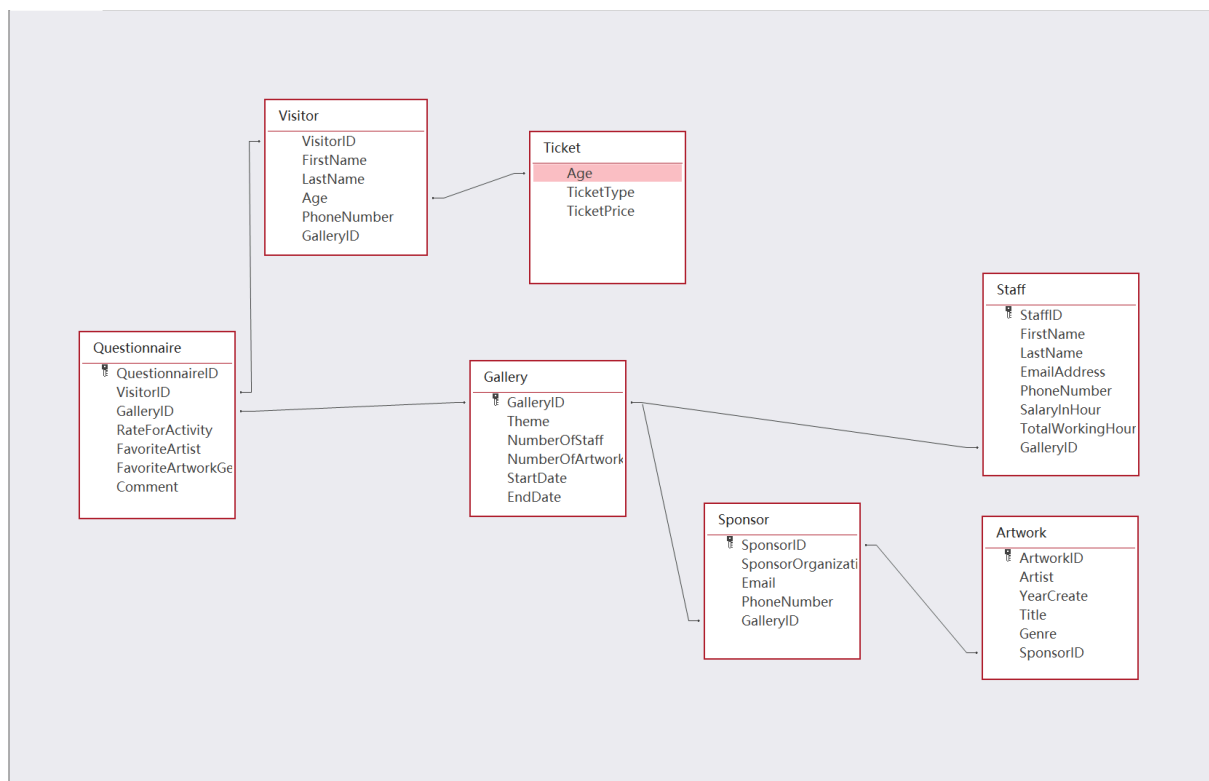 Visitor
VisitorID
FirstName
LastName
Age
PhoneNumber
GalleryID
Ticket
Age
TicketType
TicketPrice
Questionnaire
QuestionnaireID
VisitorID
GalleryID
RateForActivity
FavoriteArtist
FavoriteArtworkGe
Comment
Gallery
GalleryID
Theme
NumberOfStaff
NumberOfArtwork
StartDate
EndDate
Staff
StaffID
FirstName
LastName
EmailAddress
PhoneNumber
SalaryInHour
TotalWorkingHour
GalleryID
Sponsor
SponsorID
SponsorOrganizati
Email
PhoneNumber
GalleryID
Artwork
ArtworkID
Artist
YearCreate
Title
Genre
SponsorID